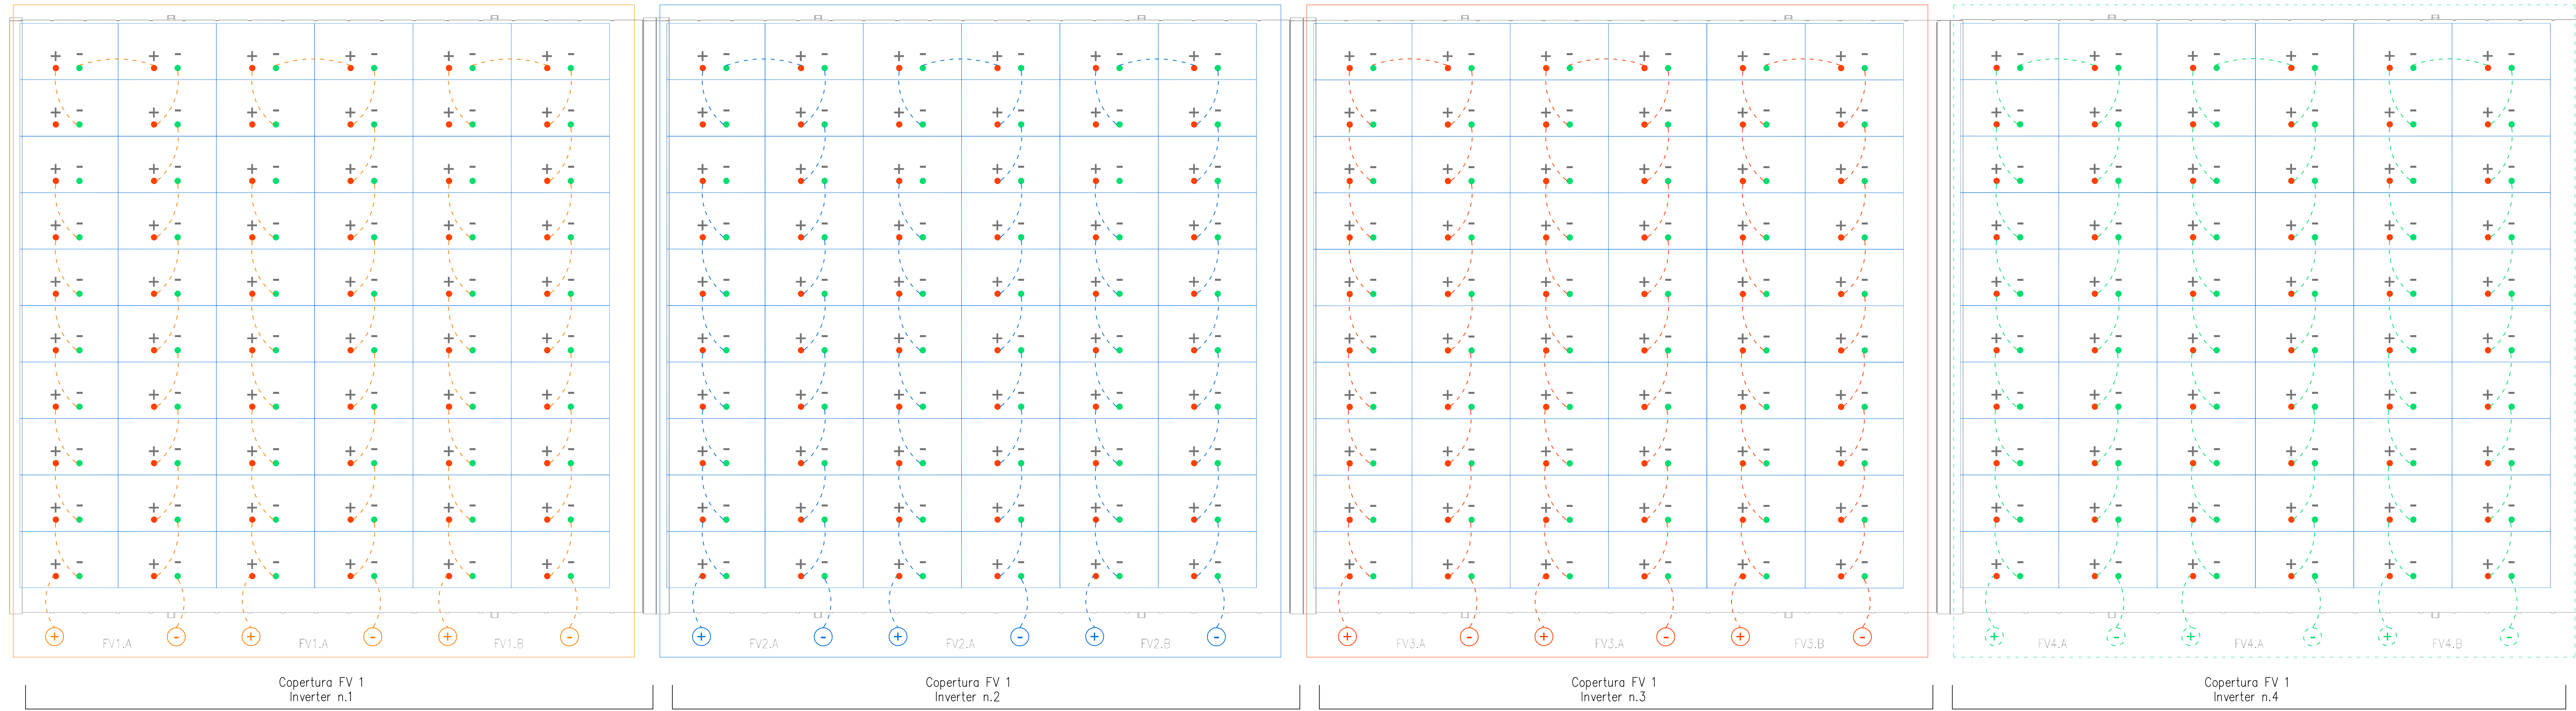 FV1.A FV1.A FV1.B FV2.A FV2.A FV2.B FV3.A FV3.A FV3.B FV4.A FV4.A FV4.B
Copertura FV 1
Inverter n.1
Copertura FV 1
Inverter n.2
Copertura FV 1
Inverter n.3
Copertura FV 1
Inverter n.4